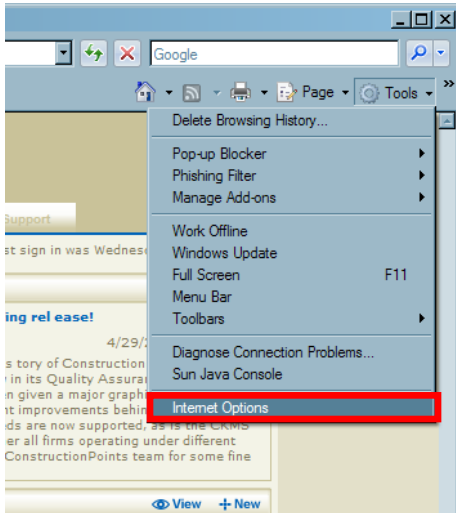 Google
Page
Tools
»
Delete Browsing History...
Pop-up Blocker
Phishing Filter
Manage Add-ons
Work Offline
Windows Update
Full Screen F11
Menu Bar
Toolbars
Diagnose Connection Problems...
Sun Java Console
Internet Options
Support
st sign in was Wednes
ing rel ease!
4/29/
s tory of Construction
in its Quality Assura
n given a major graphi
nt improvements behin
ds are now supported, as is the CKMS
er all firms operating under different
ConstructionPoints team for some fine
View + New